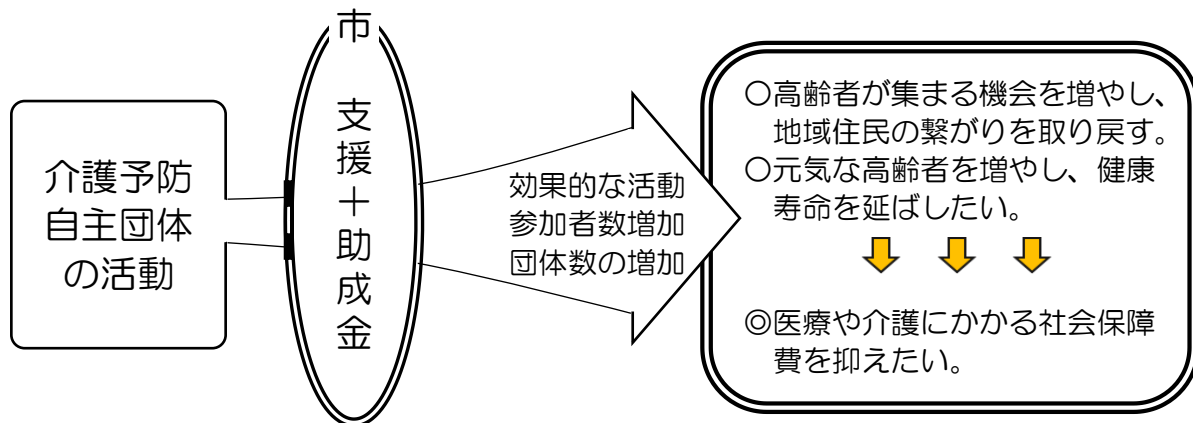 介護予防
自主団体
の活動
市　支援＋助成金
効果的な活動
参加者数増加
団体数の増加
○高齢者が集まる機会を増やし、
地域住民の繋がりを取り戻す。
○元気な高齢者を増やし、健康
寿命を延ばしたい。
◎医療や介護にかかる社会保障
費を抑えたい。